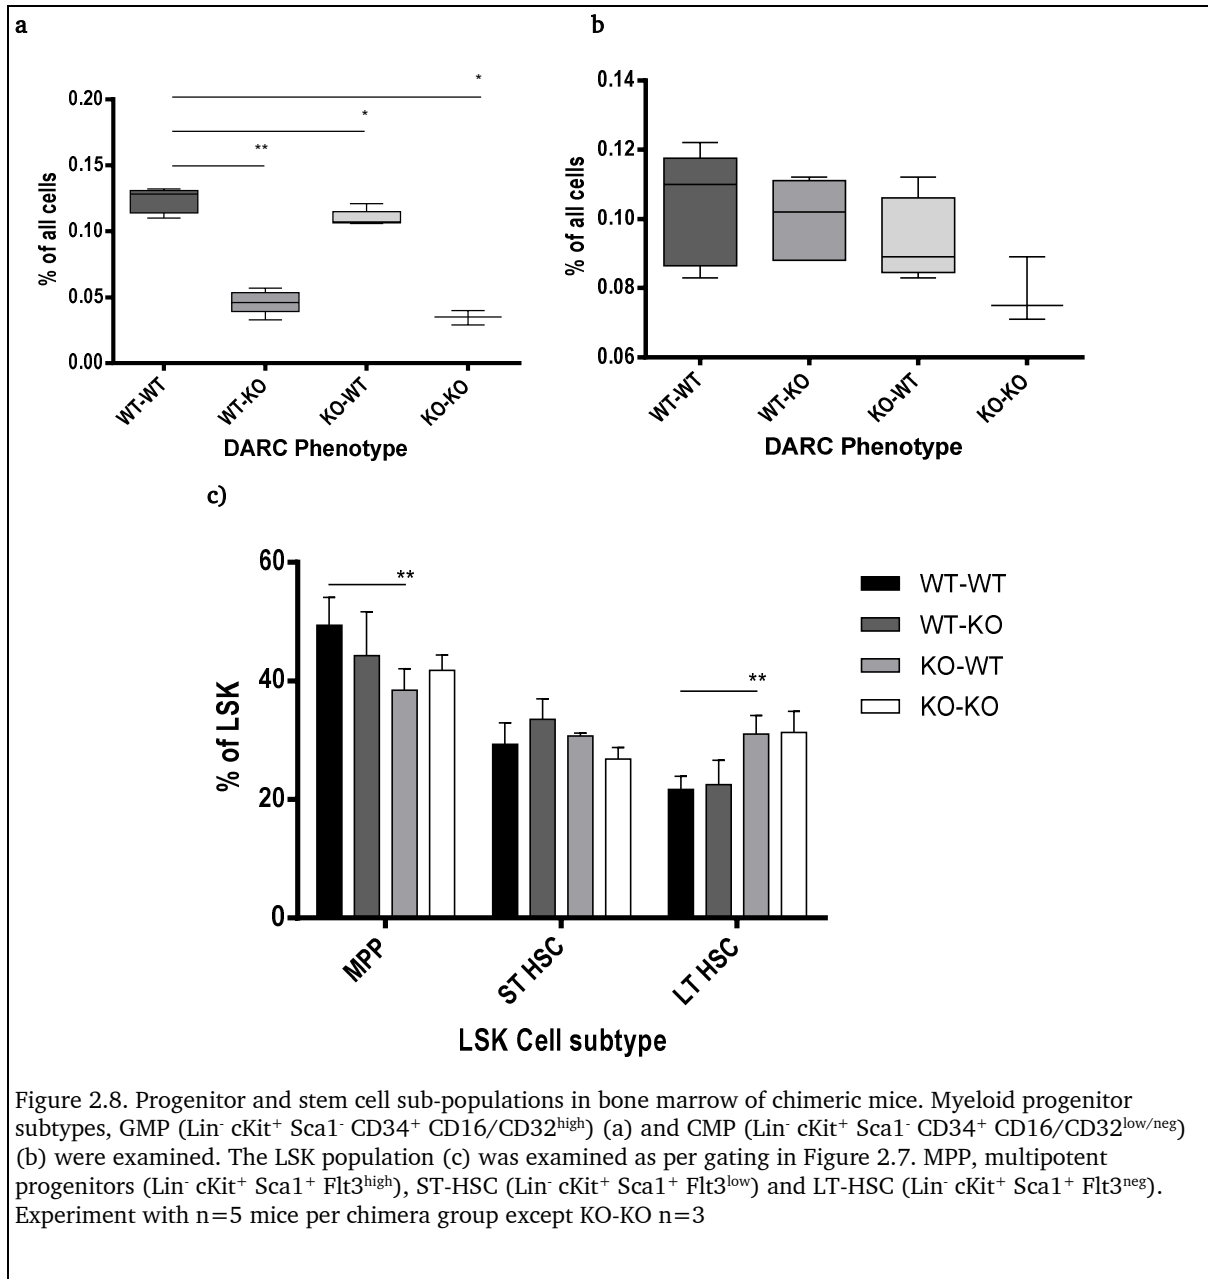 a
b
0.20
0.15
0.10
0.05
0.00
% of all cells
*
*
**
WT-WT
WT-KO
KO-WT
KO-KO
DARC Phenotype
0.14
0.12
0.10
0.08
0.06
% of all cells
WT-WT
WT-KO
KO-WT
KO-KO
DARC Phenotype
c)
60
40
20
0
% of LSK
**
**
MPP
ST HSC
LT HSC
LSK Cell subtype
WT-WT
WT-KO
KO-WT
KO-KO
Figure 2.8. Progenitor and stem cell sub-populations in bone marrow of chimeric mice. Myeloid progenitor
subtypes, GMP (Lin⁻ cKit⁺ Sca1⁻ CD34⁺ CD16/CD32ʰⁱᵍʰ) (a) and CMP (Lin⁻ cKit⁺ Sca1⁻ CD34⁺ CD16/CD32ˡᵒʷ/ⁿᵉᵍ)
(b) were examined. The LSK population (c) was examined as per gating in Figure 2.7. MPP, multipotent
progenitors (Lin⁻ cKit⁺ Sca1⁺ Flt3ʰⁱᵍʰ), ST-HSC (Lin⁻ cKit⁺ Sca1⁺ Flt3ˡᵒʷ) and LT-HSC (Lin⁻ cKit⁺ Sca1⁺ Flt3ⁿᵉᵍ).
Experiment with n=5 mice per chimera group except KO-KO n=3